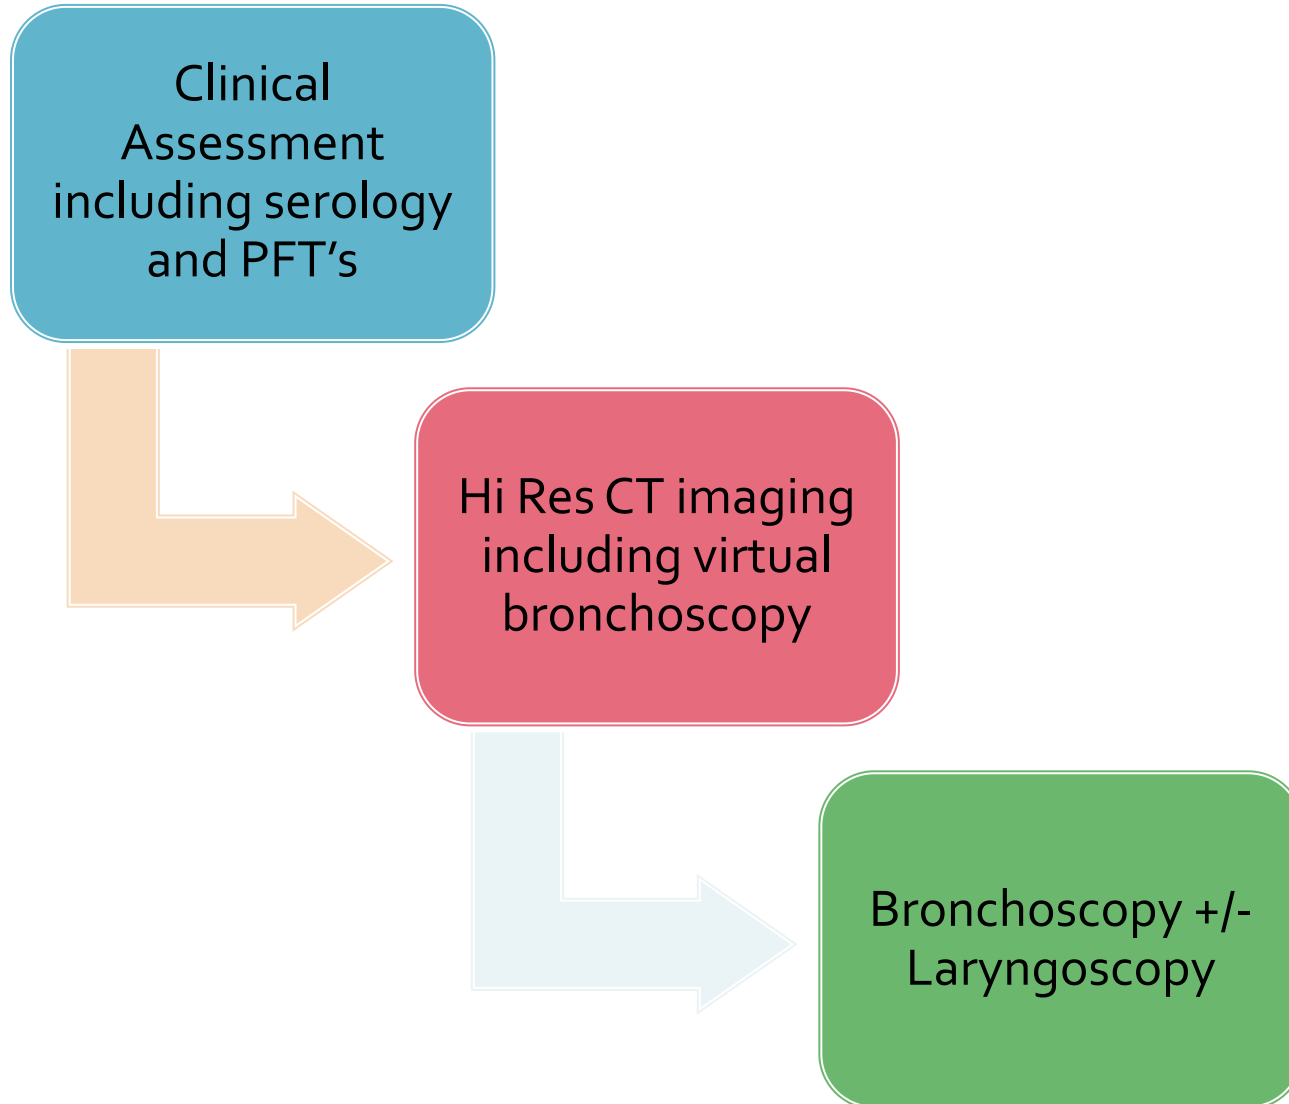 Clinical
Assessment
including serology
and PFT’s
Hi Res CT imaging
including virtual
bronchoscopy
Bronchoscopy +/-
Laryngoscopy